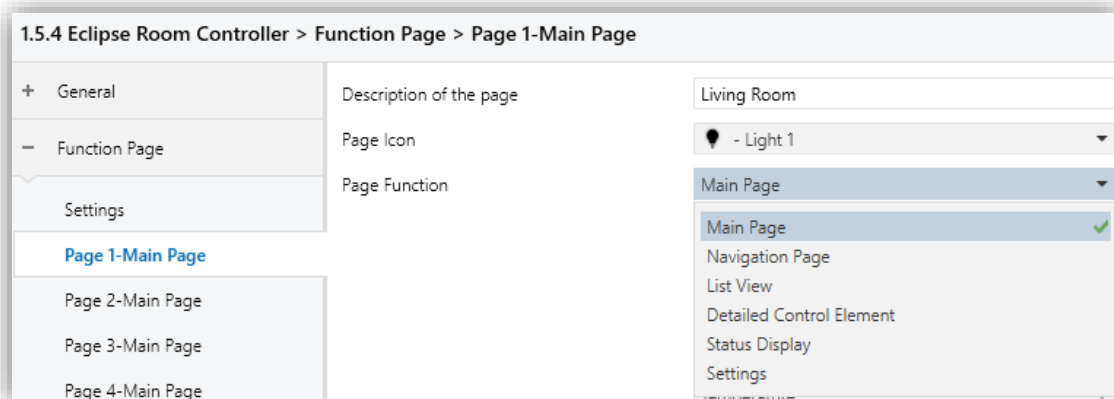 1.5.4 Eclipse Room Controller > Function Page > Page 1-Main Page
+ General
− Function Page
Settings
Page 1-Main Page
Page 2-Main Page
Page 3-Main Page
Page 4-Main Page
Description of the page
Living Room
Page Icon
- Light 1
Page Function
Main Page
Main Page
Navigation Page
List View
Detailed Control Element
Status Display
Settings